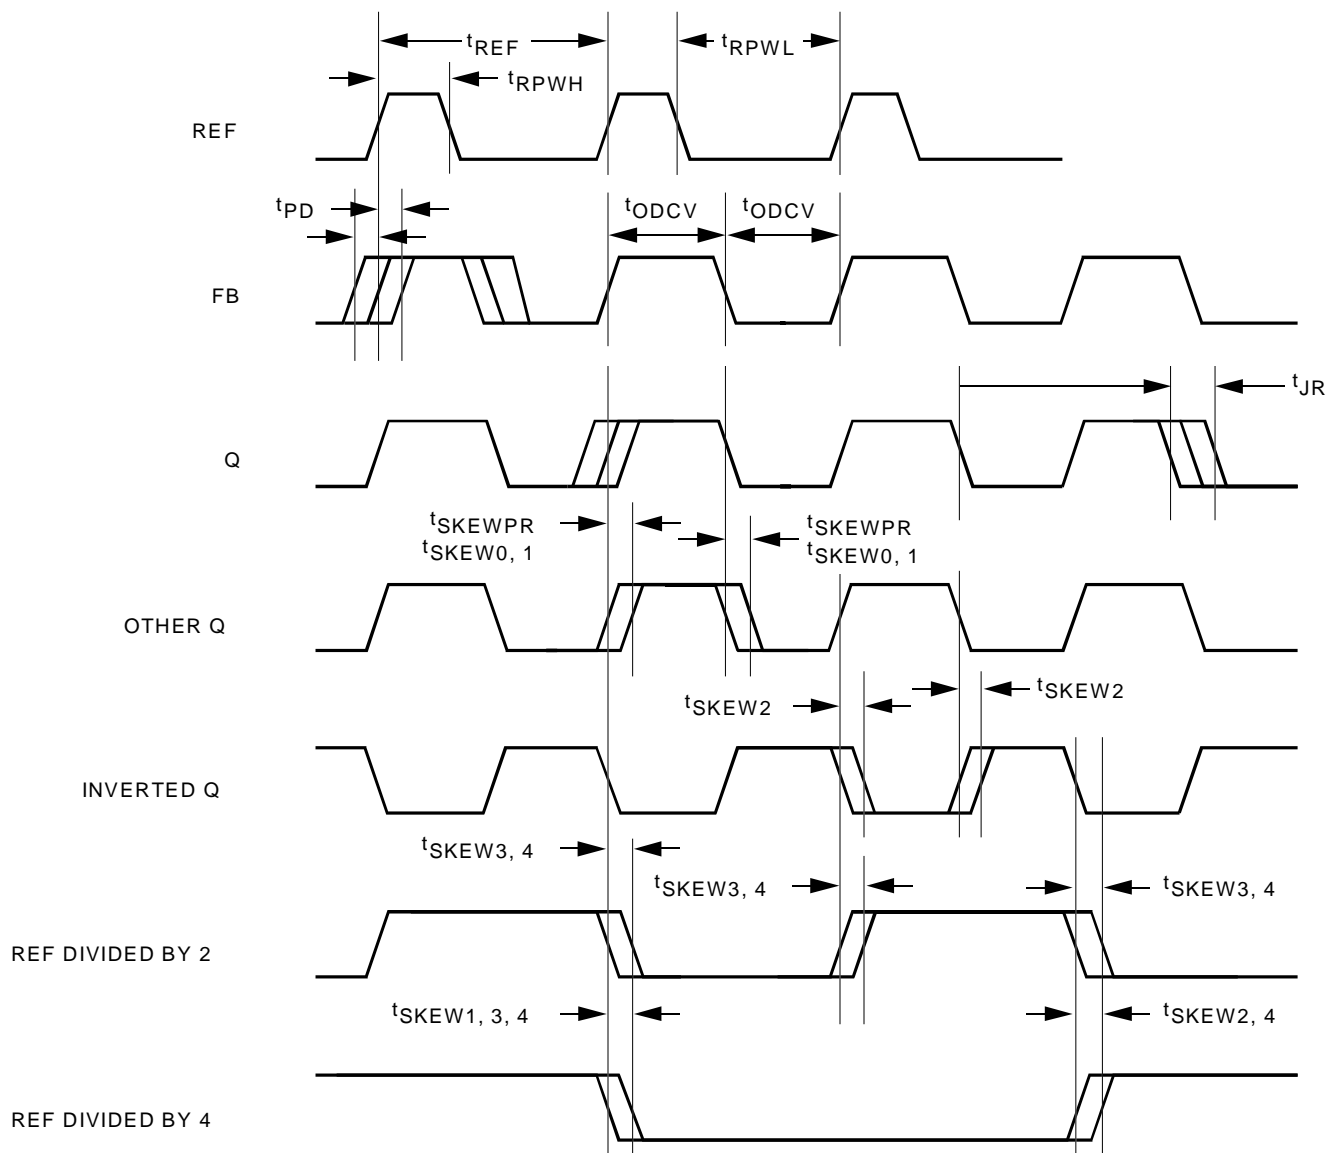 tREF
tRPWL
tRPWH
REF
tPD
tODCV
tODCV
FB
tJR
Q
tSKEWPR
tSKEW0, 1
tSKEWPR
tSKEW0, 1
OTHER Q
tSKEW2
tSKEW2
INVERTED Q
tSKEW3, 4
tSKEW3, 4
tSKEW3, 4
REF DIVIDED BY 2
tSKEW1, 3, 4
tSKEW2, 4
REF DIVIDED BY 4